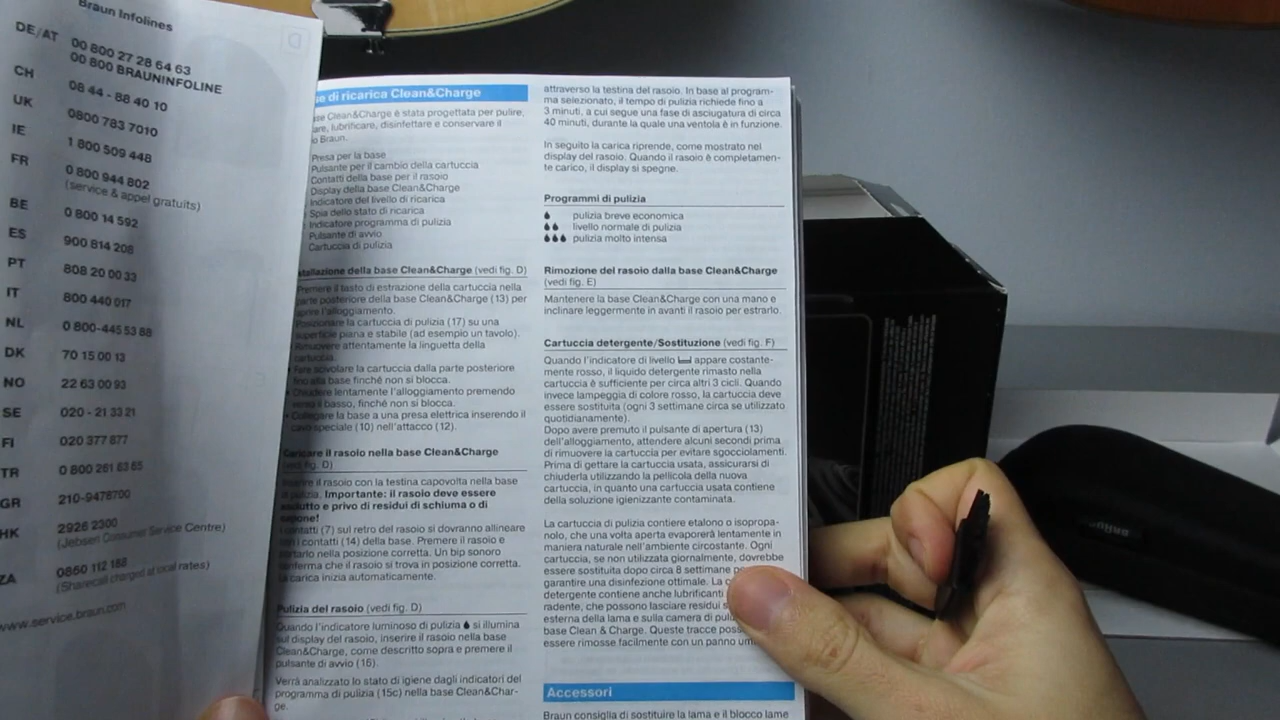 Braun Infolines
DE/AT 00 800 27 28 64 63
00 800 BRAUNINFOLINE
CH 08 44 - 88 40 10
UK 0800 783 7010
IE 1 800 509 448
FR 0 800 944 802
(service & appel gratuits)
BE 0 800 14 592
ES 900 814 208
PT 808 20 00 33
IT 800 440 017
NL 0 800-445 53 88
DK 70 15 00 13
NO 22 63 00 93
SE 020 - 21 33 21
FI 020 377 877
TR 0 800 261 63 65
GR 210-9478700
HK 2926 2300
(Jebsen Consumer Service Centre)
ZA 0860 112 188
(Sharecall charged at local rates)
www.service.braun.com
D
di ricarica Clean&Charge
Clean&Charge è stata progettata per pulire,
lubrificare, disinfettare e conservare il
Braun.
Presa per la base
Pulsante per il cambio della cartuccia
Contatti della base per il rasoio
Display della base Clean&Charge
Indicatore del livello di ricarica
Spia dello stato di ricarica
Indicatore programma di pulizia
Pulsante di avvio
Cartuccia di pulizia
della base Clean&Charge (vedi fig. D)
Premere il tasto di estrazione della cartuccia nella
parte posteriore della base Clean&Charge (13) per
aprire l'alloggiamento.
Posizionare la cartuccia di pulizia (17) su una
superficie piana e stabile (ad esempio un tavolo).
• Rimuovere attentamente la linguetta della
cartuccia.
• Fare scivolare la cartuccia dalla parte posteriore
fino alla base finché non si blocca.
• Chiudere lentamente l'alloggiamento premendo
verso il basso, finché non si blocca.
• Collegare la base a una presa elettrica inserendo il
cavo speciale (10) nell'attacco (12).
Caricare il rasoio nella base Clean&Charge
(vedi fig. D)
Inserire il rasoio con la testina capovolta nella base
di pulizia. Importante: il rasoio deve essere
asciutto e privo di residui di schiuma o di
sapone!
I contatti (7) sul retro del rasoio si dovranno allineare
con i contatti (14) della base. Premere il rasoio e
portarlo nella posizione corretta. Un bip sonoro
conferma che il rasoio si trova in posizione corretta.
La carica inizia automaticamente.
Pulizia del rasoio (vedi fig. D)
Quando l'indicatore luminoso di pulizia si illumina
sul display del rasoio, inserire il rasoio nella base
Clean&Charge, come descritto sopra e premere il
pulsante di avvio (16).
Verrà analizzato lo stato di igiene dagli indicatori del
programma di pulizia (15c) nella base Clean&Char-
ge.
attraverso la testina del rasoio. In base al program-
ma selezionato, il tempo di pulizia richiede fino a
3 minuti, a cui segue una fase di asciugatura di circa
40 minuti, durante la quale una ventola è in funzione.
In seguito la carica riprende, come mostrato nel
display del rasoio. Quando il rasoio è completamen-
te carico, il display si spegne.
Programmi di pulizia
pulizia breve economica
livello normale di pulizia
pulizia molto intensa
Rimozione del rasoio dalla base Clean&Charge
(vedi fig. E)
Mantenere la base Clean&Charge con una mano e
inclinare leggermente in avanti il rasoio per estrarlo.
Cartuccia detergente/Sostituzione (vedi fig. F)
Quando l'indicatore di livello appare costante-
mente rosso, il liquido detergente rimasto nella
cartuccia è sufficiente per circa altri 3 cicli. Quando
invece lampeggia di colore rosso, la cartuccia deve
essere sostituita (ogni 3 settimane circa se utilizzato
quotidianamente).
Dopo avere premuto il pulsante di apertura (13)
dell'alloggiamento, attendere alcuni secondi prima
di rimuovere la cartuccia per evitare sgocciolamenti.
Prima di gettare la cartuccia usata, assicurarsi di
chiuderla utilizzando la pellicola della nuova
cartuccia, in quanto una cartuccia usata contiene
della soluzione igienizzante contaminata.
La cartuccia di pulizia contiene etalono o isopropa-
nolo, che una volta aperta evaporerà lentamente in
maniera naturale nell'ambiente circostante. Ogni
cartuccia, se non utilizzata giornalmente, dovrebbe
essere sostituita dopo circa 8 settimane
garantire una disinfezione ottimale. La
detergente contiene anche lubrificanti
radente, che possono lasciare residui
esterna della lama e sulla camera di
base Clean & Charge. Queste tracce
essere rimosse facilmente con un panno
Accessori
Braun consiglia di sostituire la lama e il blocco lame
BRAUN